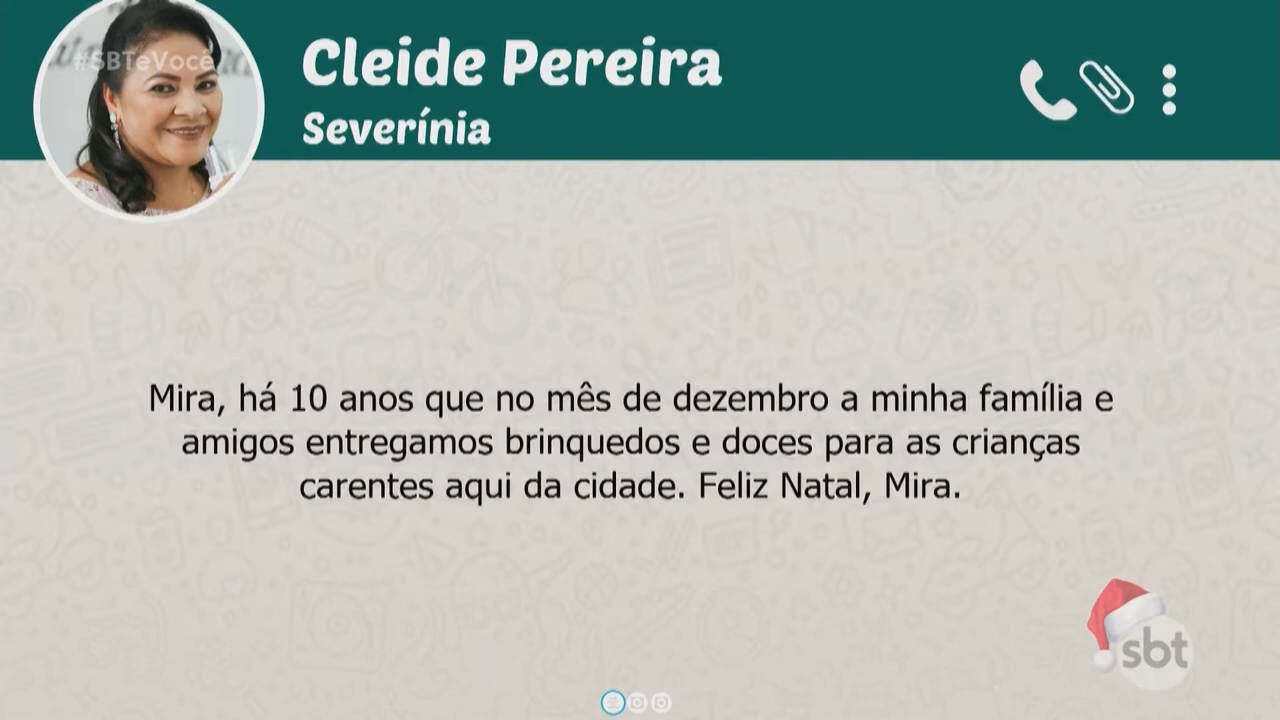 #SBTeVocê
Cleide Pereira
Severínia
Mira, há 10 anos que no mês de dezembro a minha família e
amigos entregamos brinquedos e doces para as crianças
carentes aqui da cidade. Feliz Natal, Mira.
sbt